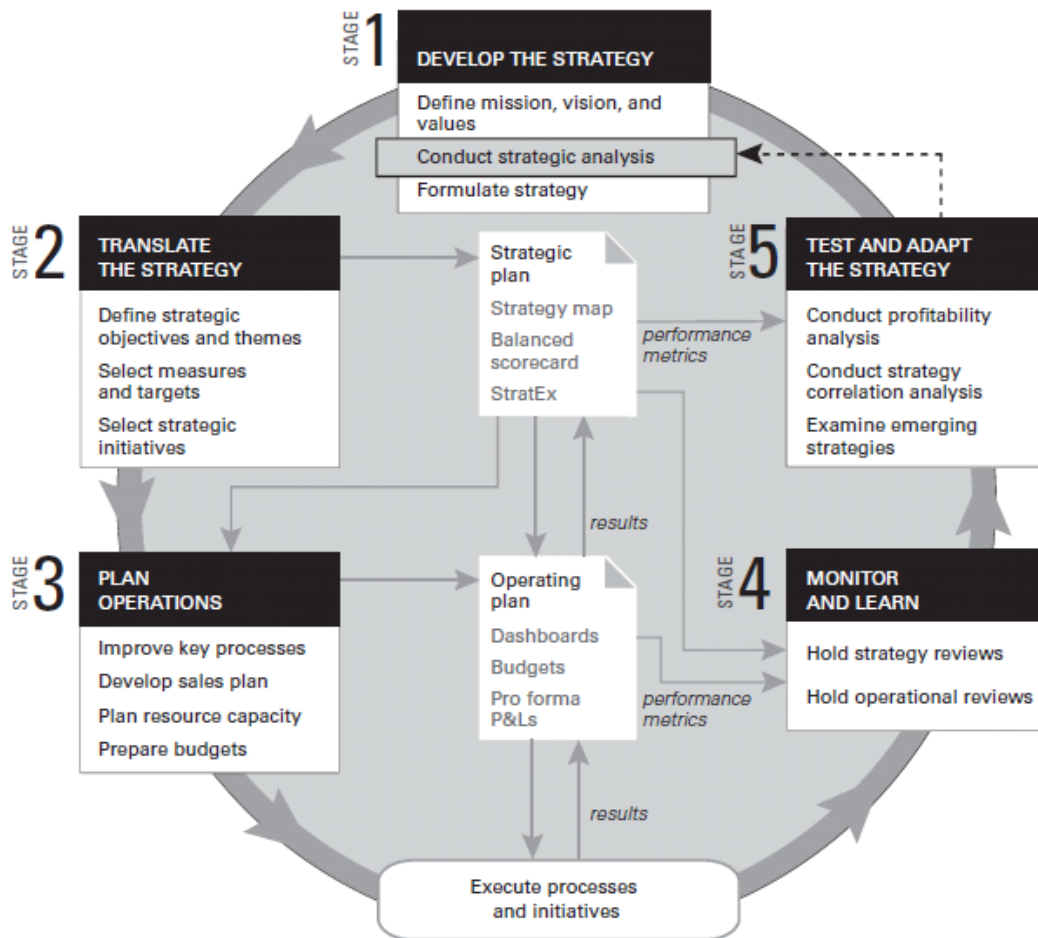 STAGE 1
DEVELOP THE STRATEGY
Define mission, vision, and
values
Conduct strategic analysis
Formulate strategy
STAGE 2
TRANSLATE
THE STRATEGY
Define strategic
objectives and themes
Select measures
and targets
Select strategic
initiatives
Strategic
plan
Strategy map
Balanced
scorecard
StratEx
performance
metrics
STAGE 5
TEST AND ADAPT
THE STRATEGY
Conduct profitability
analysis
Conduct strategy
correlation analysis
Examine emerging
strategies
results
STAGE 3
PLAN
OPERATIONS
Improve key processes
Develop sales plan
Plan resource capacity
Prepare budgets
Operating
plan
Dashboards
Budgets
Pro forma
P&Ls
performance
metrics
STAGE 4
MONITOR
AND LEARN
Hold strategy reviews
Hold operational reviews
results
Execute processes
and initiatives